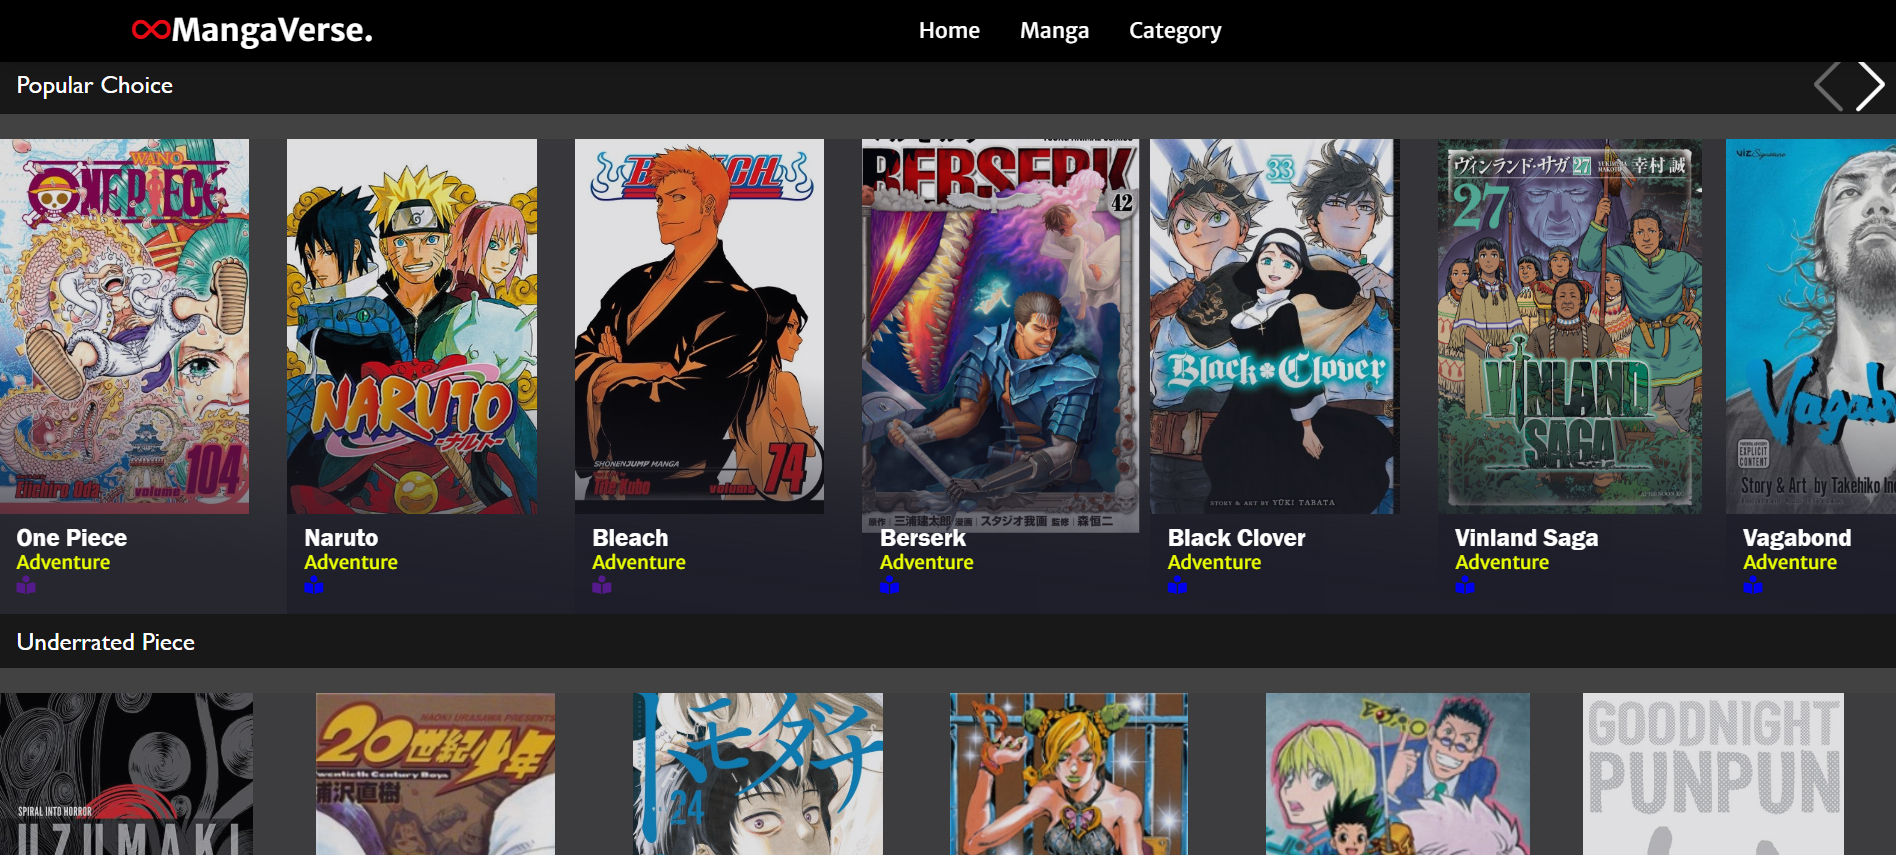 MangaVerse.
Home
Manga
Category
Popular Choice
WANO
ONE PIECE
Eiichiro Oda
volume 104
NARUTO
-ナルト-
BLEACH
SHONEN JUMP MANGA
Tite Kubo
volume 74
BERSERK
42
原作 三浦建太郎 漫画 スタジオ我画 監修 森恒二
33
Black Clover
STORY & ART BY YŪKI TABATA
ヴィンランド・サガ 27 YUKIMURA MAKOTO 幸村 誠
27
VINLAND
SAGA
VIZ Signature
Vagab
EXPLICIT
CONTENT
Story & Art by Takehiko In
One Piece
Adventure
Naruto
Adventure
Bleach
Adventure
Berserk
Adventure
Black Clover
Adventure
Vinland Saga
Adventure
Vagabond
Adventure
Underrated Piece
SPIRAL INTO HORROR
UZUMAKI
NAOKI URASAWA PRESENTS
20世紀少年
Twentieth Century Boys
浦沢直樹
トモダチ
24
GOODNIGHT
PUNPUN